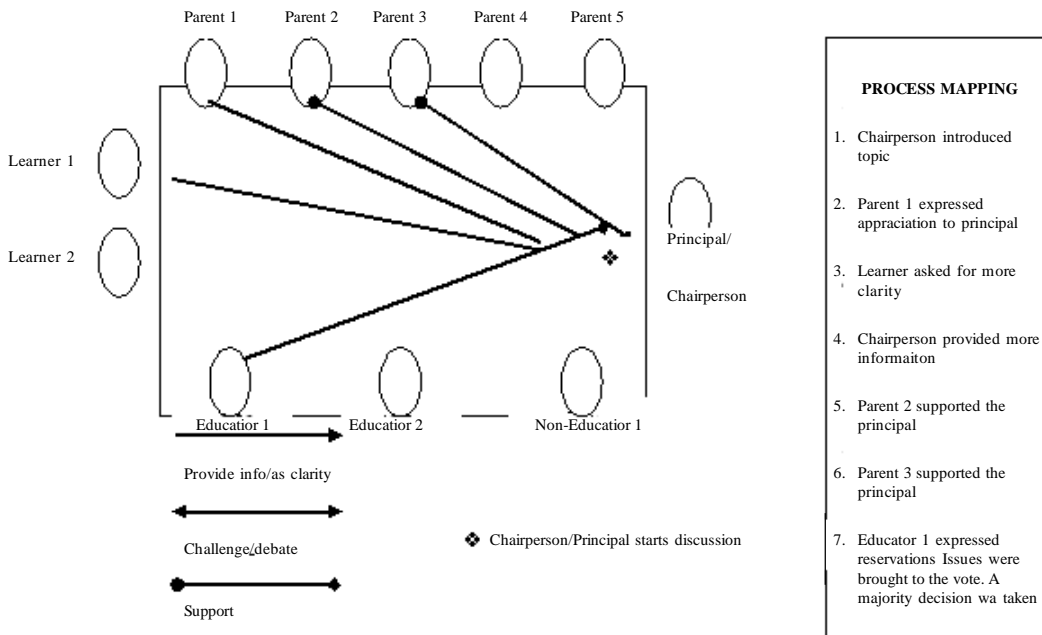 Parent 1 Parent 2 Parent 3 Parent 4 Parent 5
Learner 1
Learner 2
Principal/
Chairperson
Educatior 1 Educatior 2 Non-Educatior 1
Provide info/as clarity
Challenge/debate
Support
Chairperson/Principal starts discussion
PROCESS MAPPING
1. Chairperson introduced
topic
2. Parent 1 expressed
appraciation to principal
3. Learner asked for more
clarity
4. Chairperson provided more
informaiton
5. Parent 2 supported the
principal
6. Parent 3 supported the
principal
7. Educator 1 expressed
reservations Issues were
brought to the vote. A
majority decision wa taken